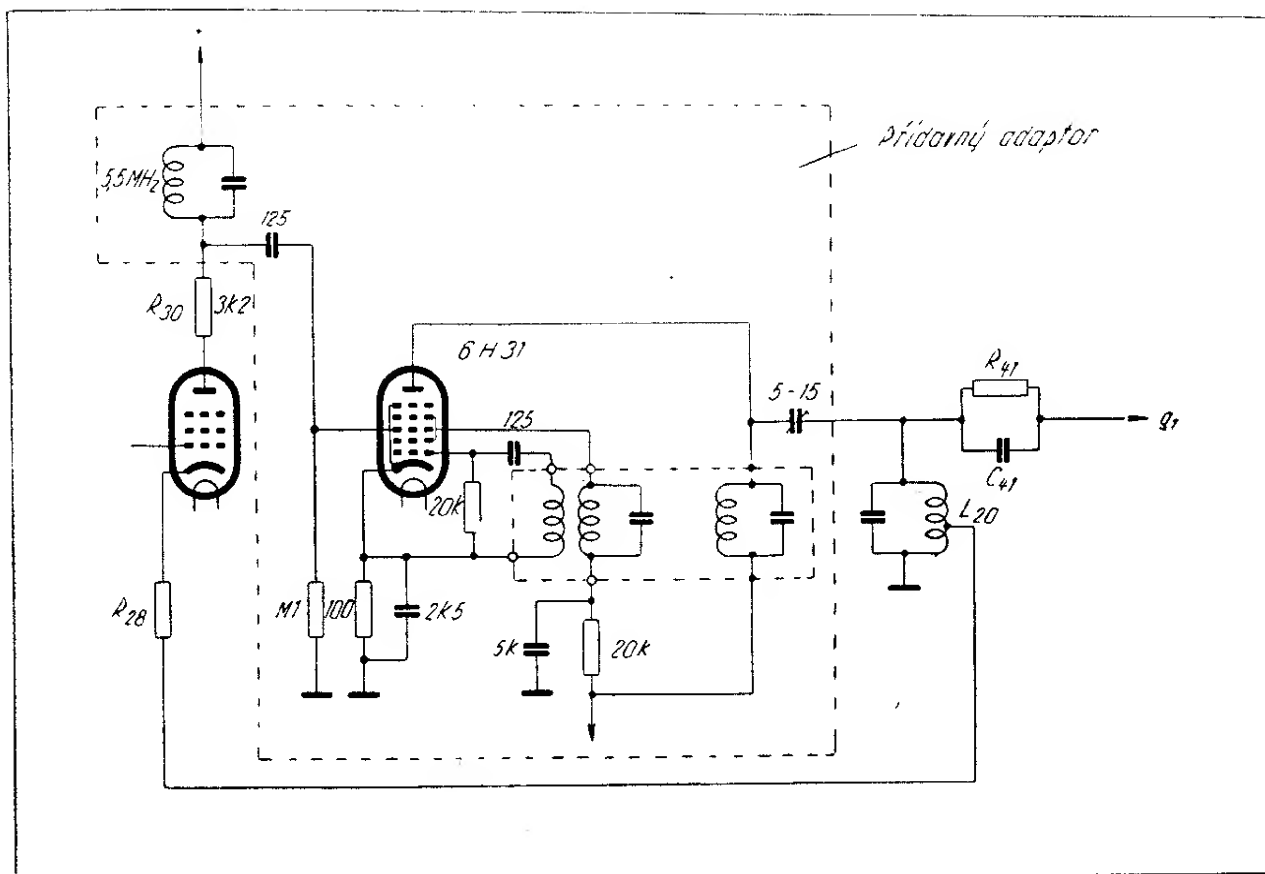 Přídavný adaptor
5,5MHz
125
R30
3k2
6H31
R41
5-15
125
g1
C41
20k
L20
R28
M1
100
2k5
5k
20k